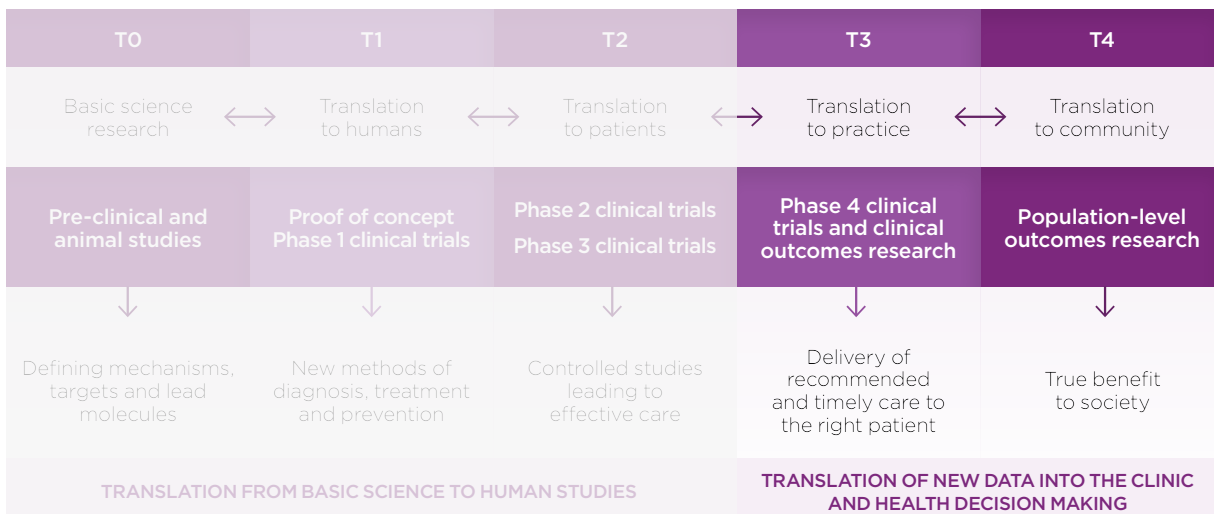 T0
T1
T2
T3
T4
Basic science
research
Translation
to humans
Translation
to patients
Translation
to practice
Translation
to community
Pre-clinical and
animal studies
Proof of concept
Phase 1 clinical trials
Phase 2 clinical trials
Phase 3 clinical trials
Phase 4 clinical
trials and clinical
outcomes research
Population-level
outcomes research
Defining mechanisms,
targets and lead
molecules
New methods of
diagnosis, treatment
and prevention
Controlled studies
leading to
effective care
Delivery of
recommended
and timely care to
the right patient
True benefit
to society
TRANSLATION FROM BASIC SCIENCE TO HUMAN STUDIES
TRANSLATION OF NEW DATA INTO THE CLINIC
AND HEALTH DECISION MAKING